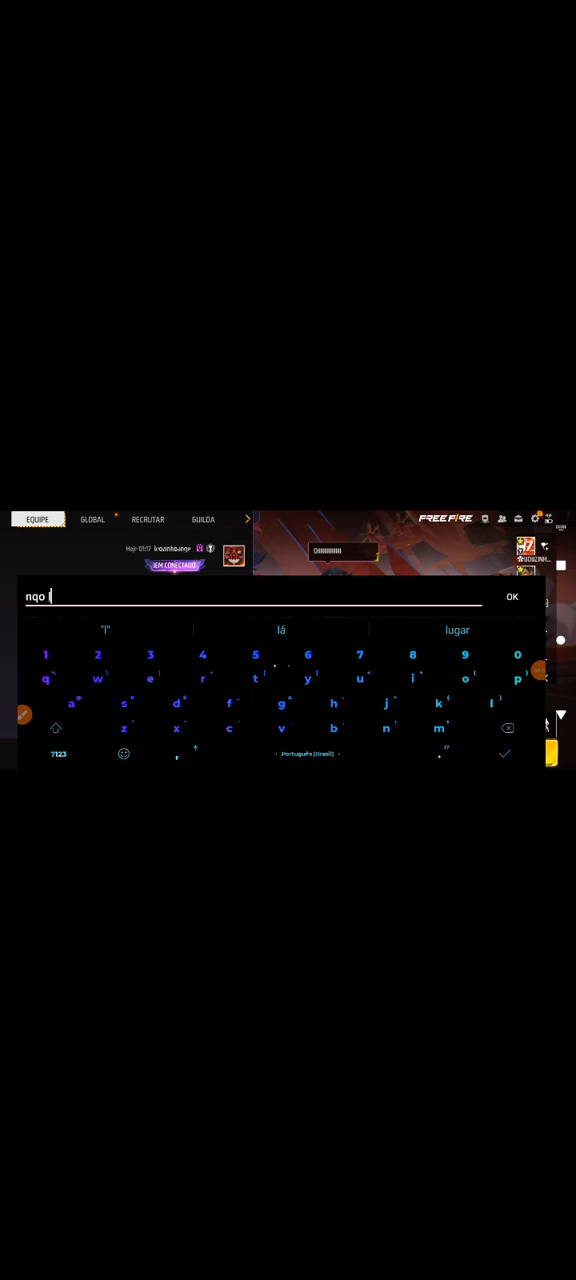 EQUIPE GLOBAL RECRUTAR GUILDA
FREE FIRE
Hoje 01:17
BEM CONECTADO
nqo l
OK
"l" lá lugar
1 2 3 4 5 6 7 8 9 0
q w e r t y u i o p
a s d f g h j k l
z x c v b n m
?123 , Português (Brasil) .